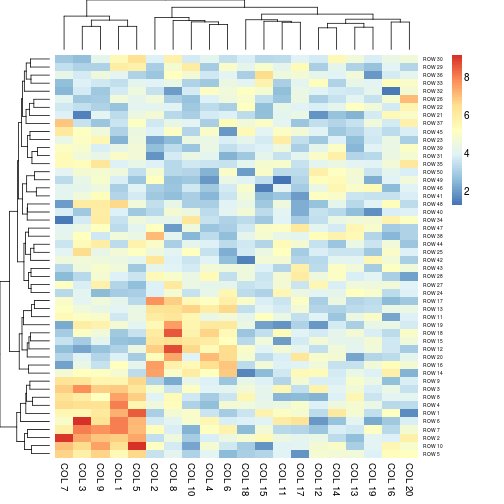 ROW 30
ROW 29
ROW 36
ROW 33
ROW 32
ROW 26
ROW 22
ROW 21
ROW 37
ROW 45
ROW 23
ROW 39
ROW 31
ROW 35
ROW 50
ROW 49
ROW 46
ROW 41
ROW 48
ROW 40
ROW 34
ROW 47
ROW 38
ROW 44
ROW 25
ROW 42
ROW 43
ROW 28
ROW 27
ROW 24
ROW 17
ROW 13
ROW 11
ROW 19
ROW 18
ROW 15
ROW 12
ROW 20
ROW 16
ROW 14
ROW 9
ROW 3
ROW 8
ROW 4
ROW 1
ROW 6
ROW 7
ROW 2
ROW 10
ROW 5
COL 7
COL 3
COL 9
COL 1
COL 5
COL 2
COL 8
COL 10
COL 4
COL 6
COL 18
COL 15
COL 11
COL 17
COL 12
COL 14
COL 13
COL 19
COL 16
COL 20
8
6
4
2